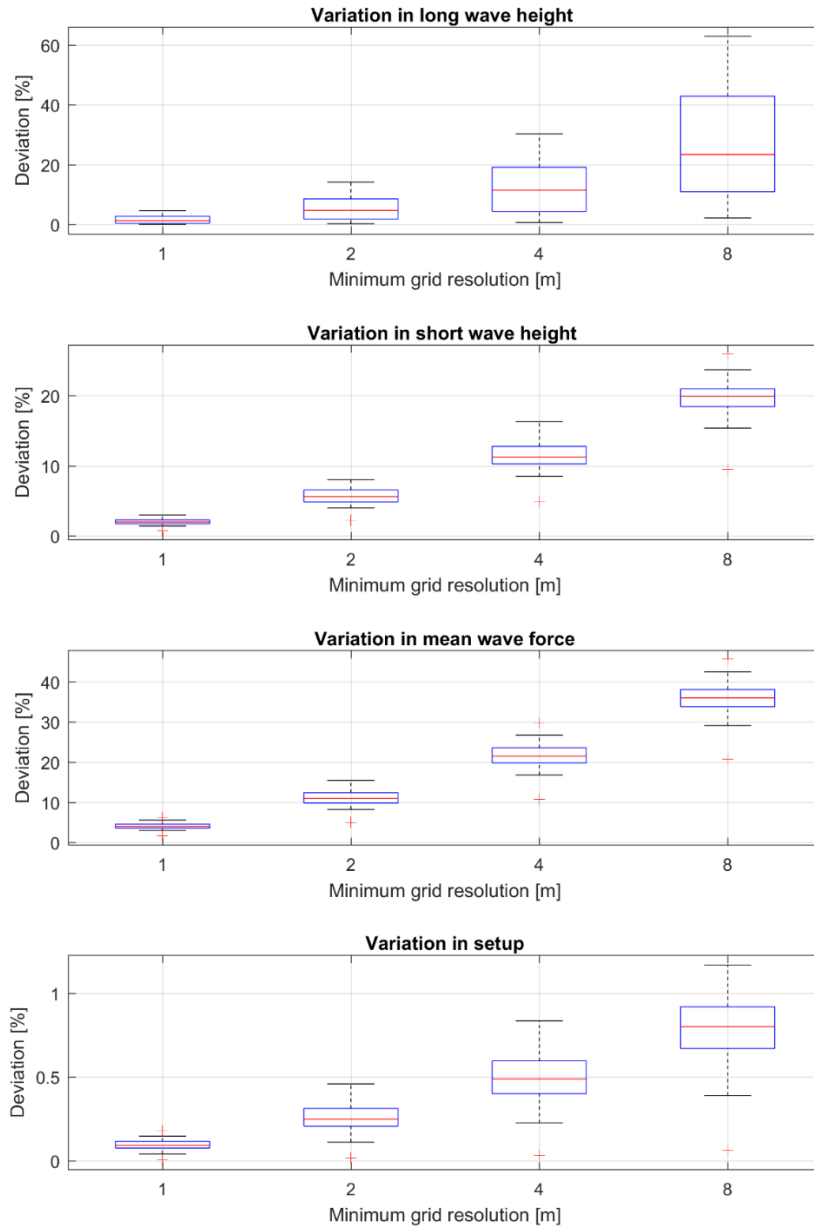 Variation in long wave height
Deviation [%]
60
40
20
0
1 2 4 8
Minimum grid resolution [m]
Variation in short wave height
Deviation [%]
20
10
0
1 2 4 8
Minimum grid resolution [m]
Variation in mean wave force
Deviation [%]
40
30
20
10
0
1 2 4 8
Minimum grid resolution [m]
Variation in setup
Deviation [%]
1
0.5
0
1 2 4 8
Minimum grid resolution [m]